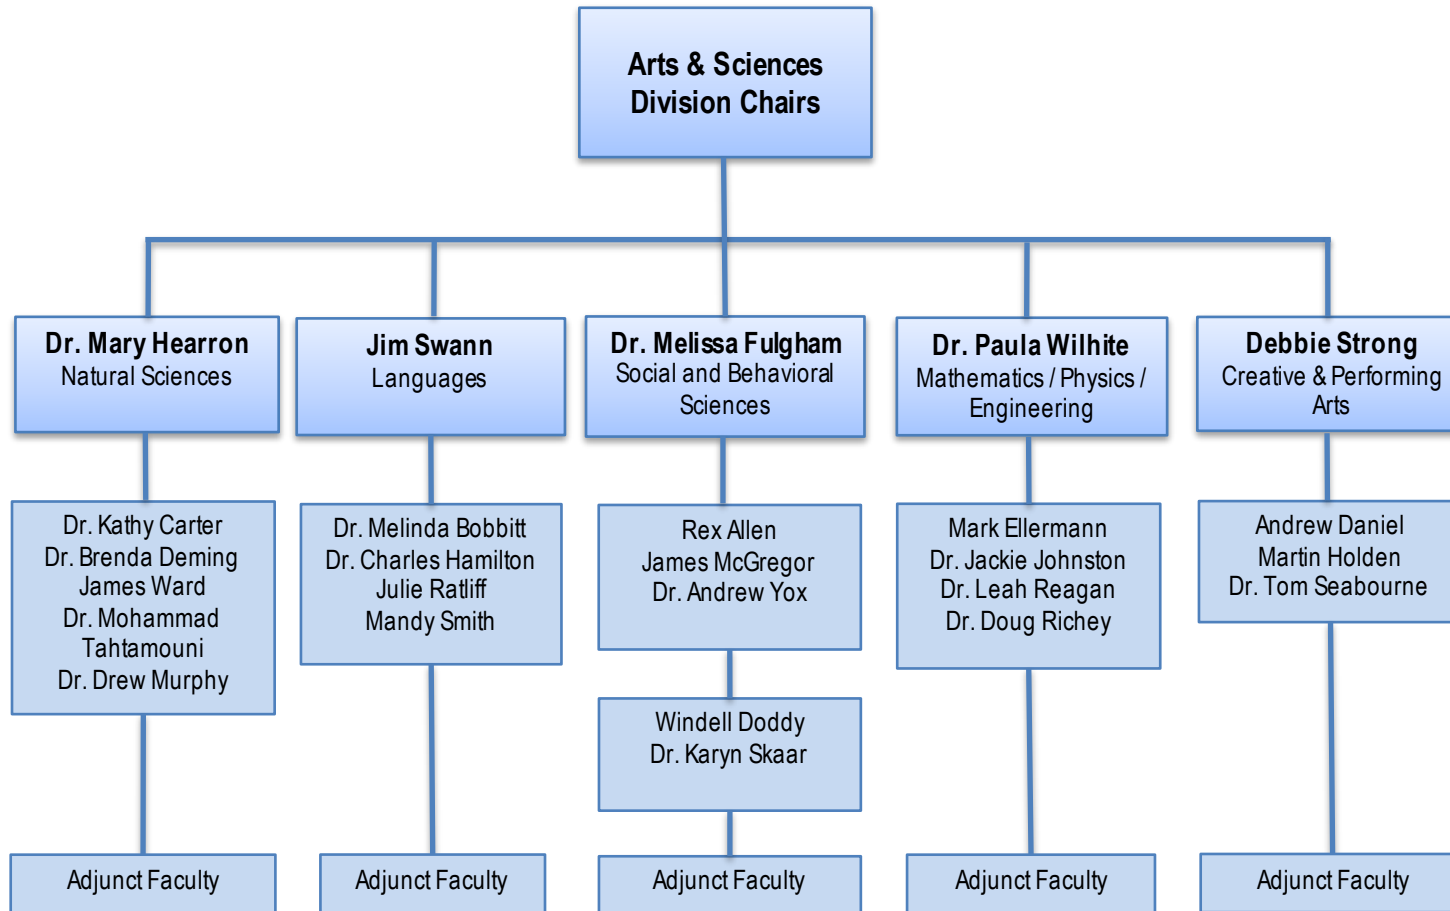 Arts & Sciences
Division Chairs
Dr. Mary Hearron
Natural Sciences
Jim Swann
Languages
Dr. Melissa Fulgham
Social and Behavioral
Sciences
Dr. Paula Wilhite
Mathematics / Physics /
Engineering
Debbie Strong
Creative & Performing
Arts
Dr. Kathy Carter
Dr. Brenda Deming
James Ward
Dr. Mohammad
Tahtamouni
Dr. Drew Murphy
Dr. Melinda Bobbitt
Dr. Charles Hamilton
Julie Ratliff
Mandy Smith
Rex Allen
James McGregor
Dr. Andrew Yox
Mark Ellermann
Dr. Jackie Johnston
Dr. Leah Reagan
Dr. Doug Richey
Andrew Daniel
Martin Holden
Dr. Tom Seabourne
Windell Doddy
Dr. Karyn Skaar
Adjunct Faculty
Adjunct Faculty
Adjunct Faculty
Adjunct Faculty
Adjunct Faculty